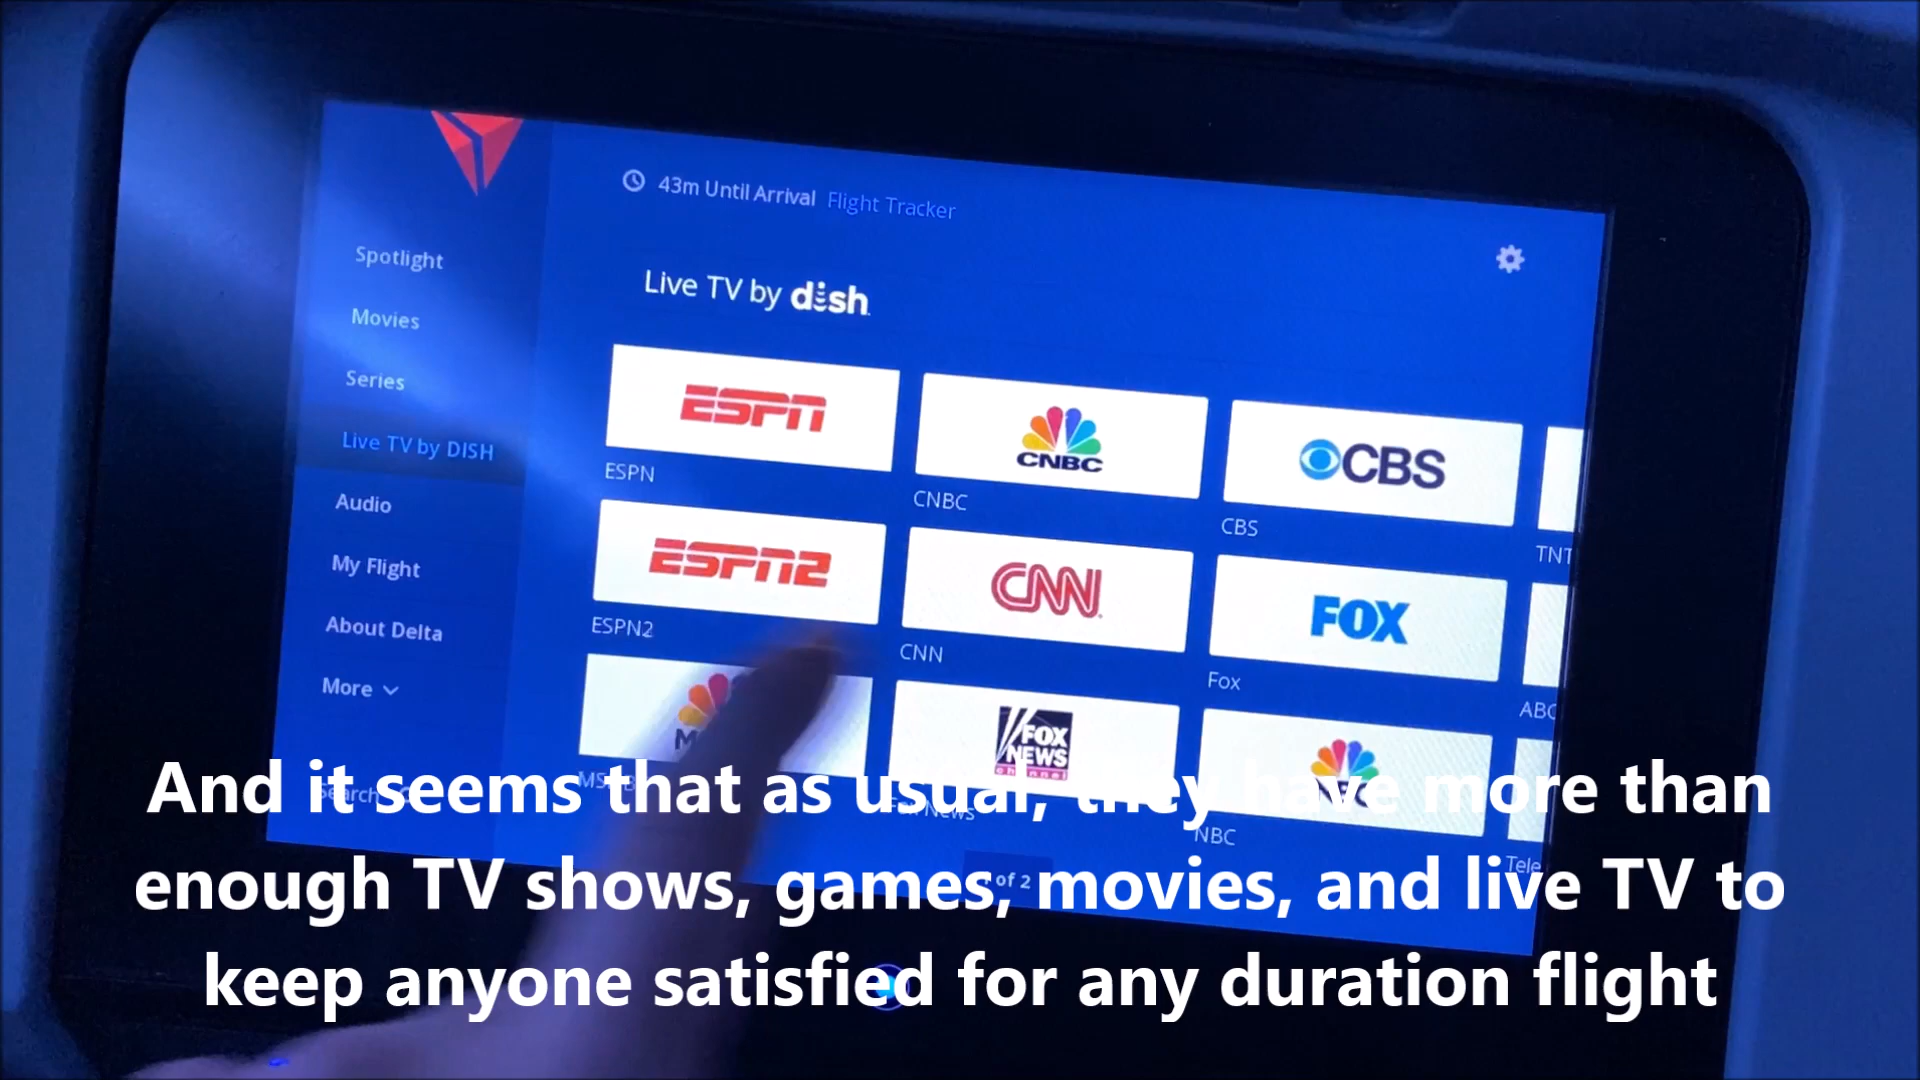 43m Until Arrival Flight Tracker
Spotlight
Movies
Series
Live TV by DISH
Audio
My Flight
About Delta
More
Search
Live TV by dish
ESPN
CNBC
CBS
ESPN
CNBC
CBS
TNT
ESPN2
CNN
FOX
ESPN2
CNN
Fox
ABC
FOX
NEWS
channel
Fox News
NBC
Tele
of 2
And it seems that as usual, they have more than
enough TV shows, games, movies, and live TV to
keep anyone satisfied for any duration flight